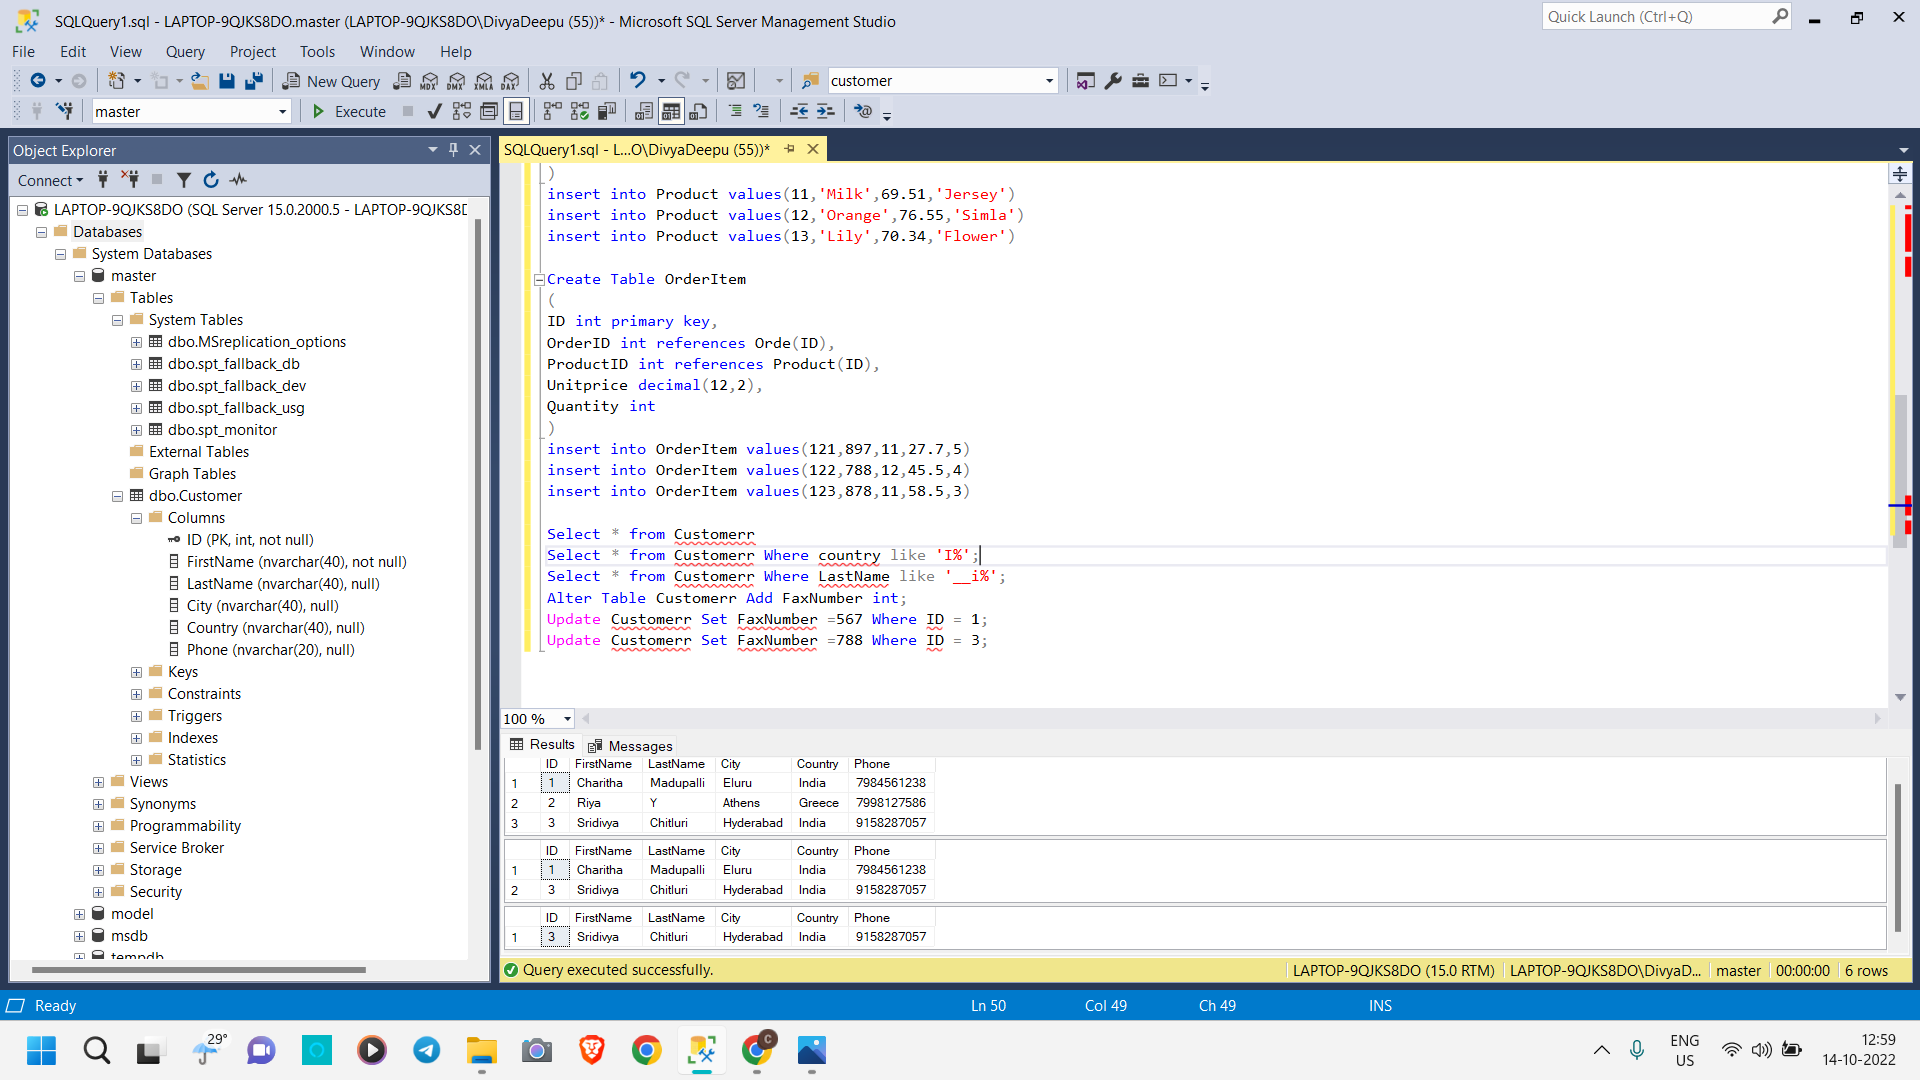 SQLQuery1.sql - LAPTOP-9QJKS8DO.master (LAPTOP-9QJKS8DO\DivyaDeepu (55))* - Microsoft SQL Server Management Studio
Quick Launch (Ctrl+Q)
File Edit View Query Project Tools Window Help
New Query MDX DMX XMLA DAX customer
master Execute
Object Explorer
Connect
LAPTOP-9QJKS8DO (SQL Server 15.0.2000.5 - LAPTOP-9QJKS8D
Databases
System Databases
master
Tables
System Tables
dbo.MSreplication_options
dbo.spt_fallback_db
dbo.spt_fallback_dev
dbo.spt_fallback_usg
dbo.spt_monitor
External Tables
Graph Tables
dbo.Customer
Columns
ID (PK, int, not null)
FirstName (nvarchar(40), not null)
LastName (nvarchar(40), null)
City (nvarchar(40), null)
Country (nvarchar(40), null)
Phone (nvarchar(20), null)
Keys
Constraints
Triggers
Indexes
Statistics
Views
Synonyms
Programmability
Service Broker
Storage
Security
model
msdb
tempdb
SQLQuery1.sql - L...O\DivyaDeepu (55))*
)
insert into Product values(11,'Milk',69.51,'Jersey')
insert into Product values(12,'Orange',76.55,'Simla')
insert into Product values(13,'Lily',70.34,'Flower')
Create Table OrderItem
(
ID int primary key,
OrderID int references Orde(ID),
ProductID int references Product(ID),
Unitprice decimal(12,2),
Quantity int
)
insert into OrderItem values(121,897,11,27.7,5)
insert into OrderItem values(122,788,12,45.5,4)
insert into OrderItem values(123,878,11,58.5,3)
Select * from Customerr
Select * from Customerr Where country like 'I%';
Select * from Customerr Where LastName like '__i%';
Alter Table Customerr Add FaxNumber int;
Update Customerr Set FaxNumber =567 Where ID = 1;
Update Customerr Set FaxNumber =788 Where ID = 3;
100 %
Results Messages
ID FirstName LastName City Country Phone
1 1 Charitha Madupalli Eluru India 7984561238
2 2 Riya Y Athens Greece 7998127586
3 3 Sridivya Chitluri Hyderabad India 9158287057
ID FirstName LastName City Country Phone
1 1 Charitha Madupalli Eluru India 7984561238
2 3 Sridivya Chitluri Hyderabad India 9158287057
ID FirstName LastName City Country Phone
1 3 Sridivya Chitluri Hyderabad India 9158287057
Query executed successfully. LAPTOP-9QJKS8DO (15.0 RTM) LAPTOP-9QJKS8DO\DivyaD... master 00:00:00 6 rows
Ready Ln 50 Col 49 Ch 49 INS
29°
C
ENG
US
12:59
14-10-2022